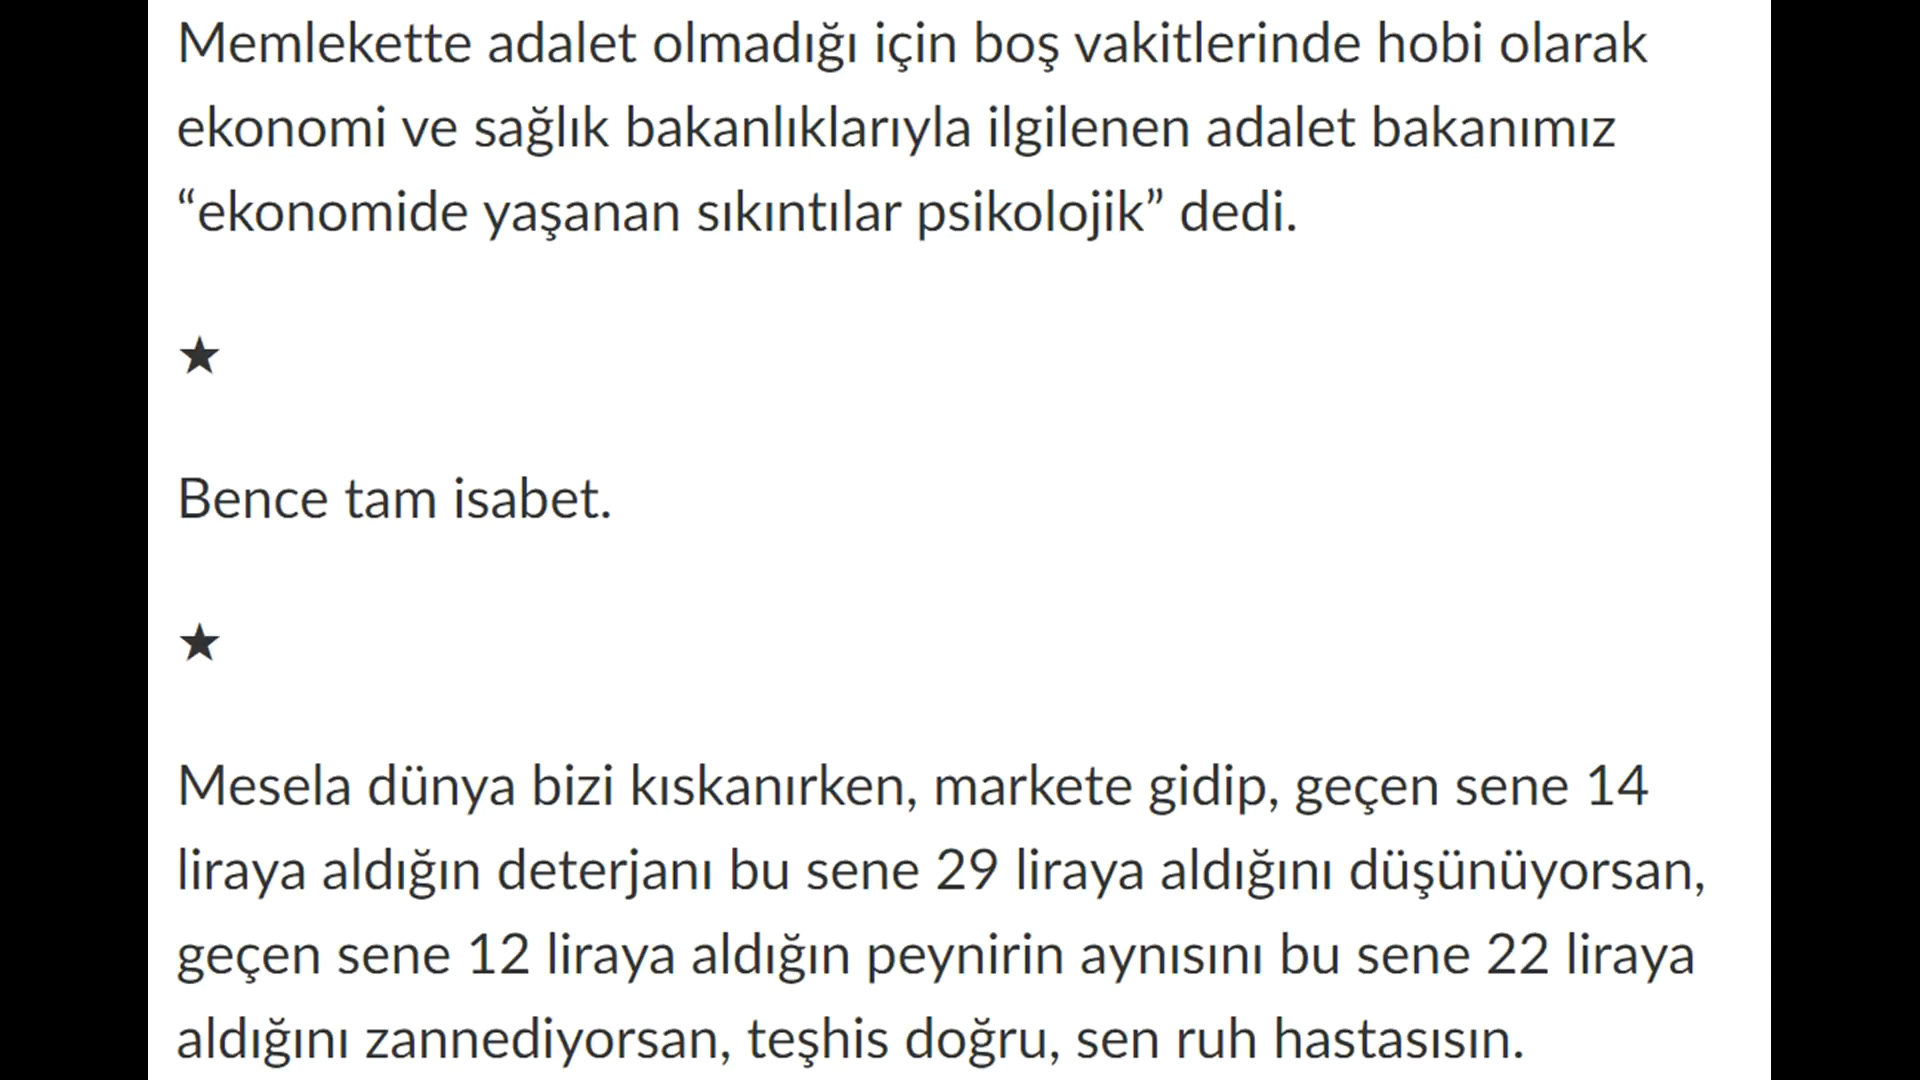 Memlekette adalet olmadığı için boş vakitlerinde hobi olarak
ekonomi ve sağlık bakanlıklarıyla ilgilenen adalet bakanımız
“ekonomide yaşanan sıkıntılar psikolojik” dedi.
★
Bence tam isabet.
★
Mesela dünya bizi kıskanırken, markete gidip, geçen sene 14
liraya aldığın deterjanı bu sene 29 liraya aldığını düşünüyorsan,
geçen sene 12 liraya aldığın peynirin aynısını bu sene 22 liraya
aldığını zannediyorsan, teşhis doğru, sen ruh hastasısın.